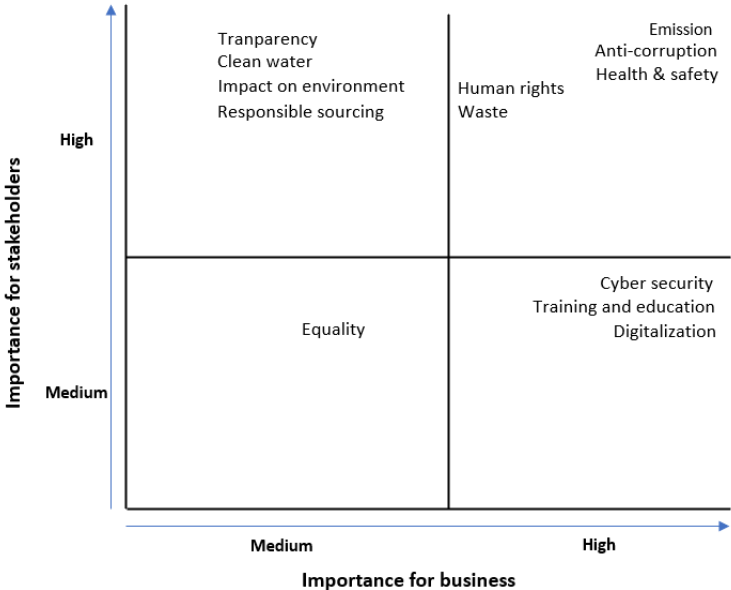 Tranparency
Clean water
Impact on environment
Responsible sourcing
Emission
Anti-corruption
Health & safety
Human rights
Waste
High
Importance for stakeholders
Equality
Cyber security
Training and education
Digitalization
Medium
Medium
High
Importance for business